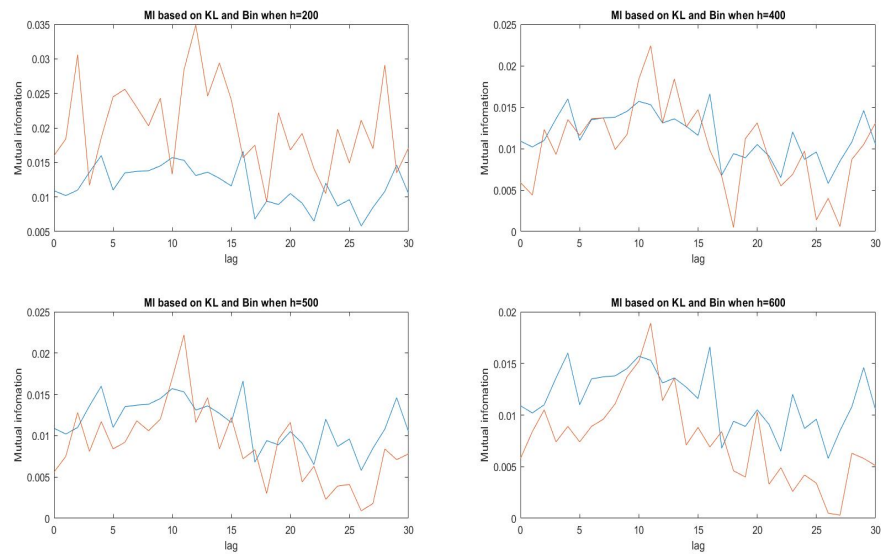 MI based on KL and Bin when h=200
0.035
0.03
0.025
0.02
0.015
0.01
0.005
Mutual infomation
0 5 10 15 20 25 30
lag
MI based on KL and Bin when h=400
0.025
0.02
0.015
0.01
0.005
0
Mutual infomation
0 5 10 15 20 25 30
lag
MI based on KL and Bin when h=500
0.025
0.02
0.015
0.01
0.005
0
Mutual infomation
0 5 10 15 20 25 30
lag
MI based on KL and Bin when h=600
0.02
0.015
0.01
0.005
0
Mutual infomation
0 5 10 15 20 25 30
lag